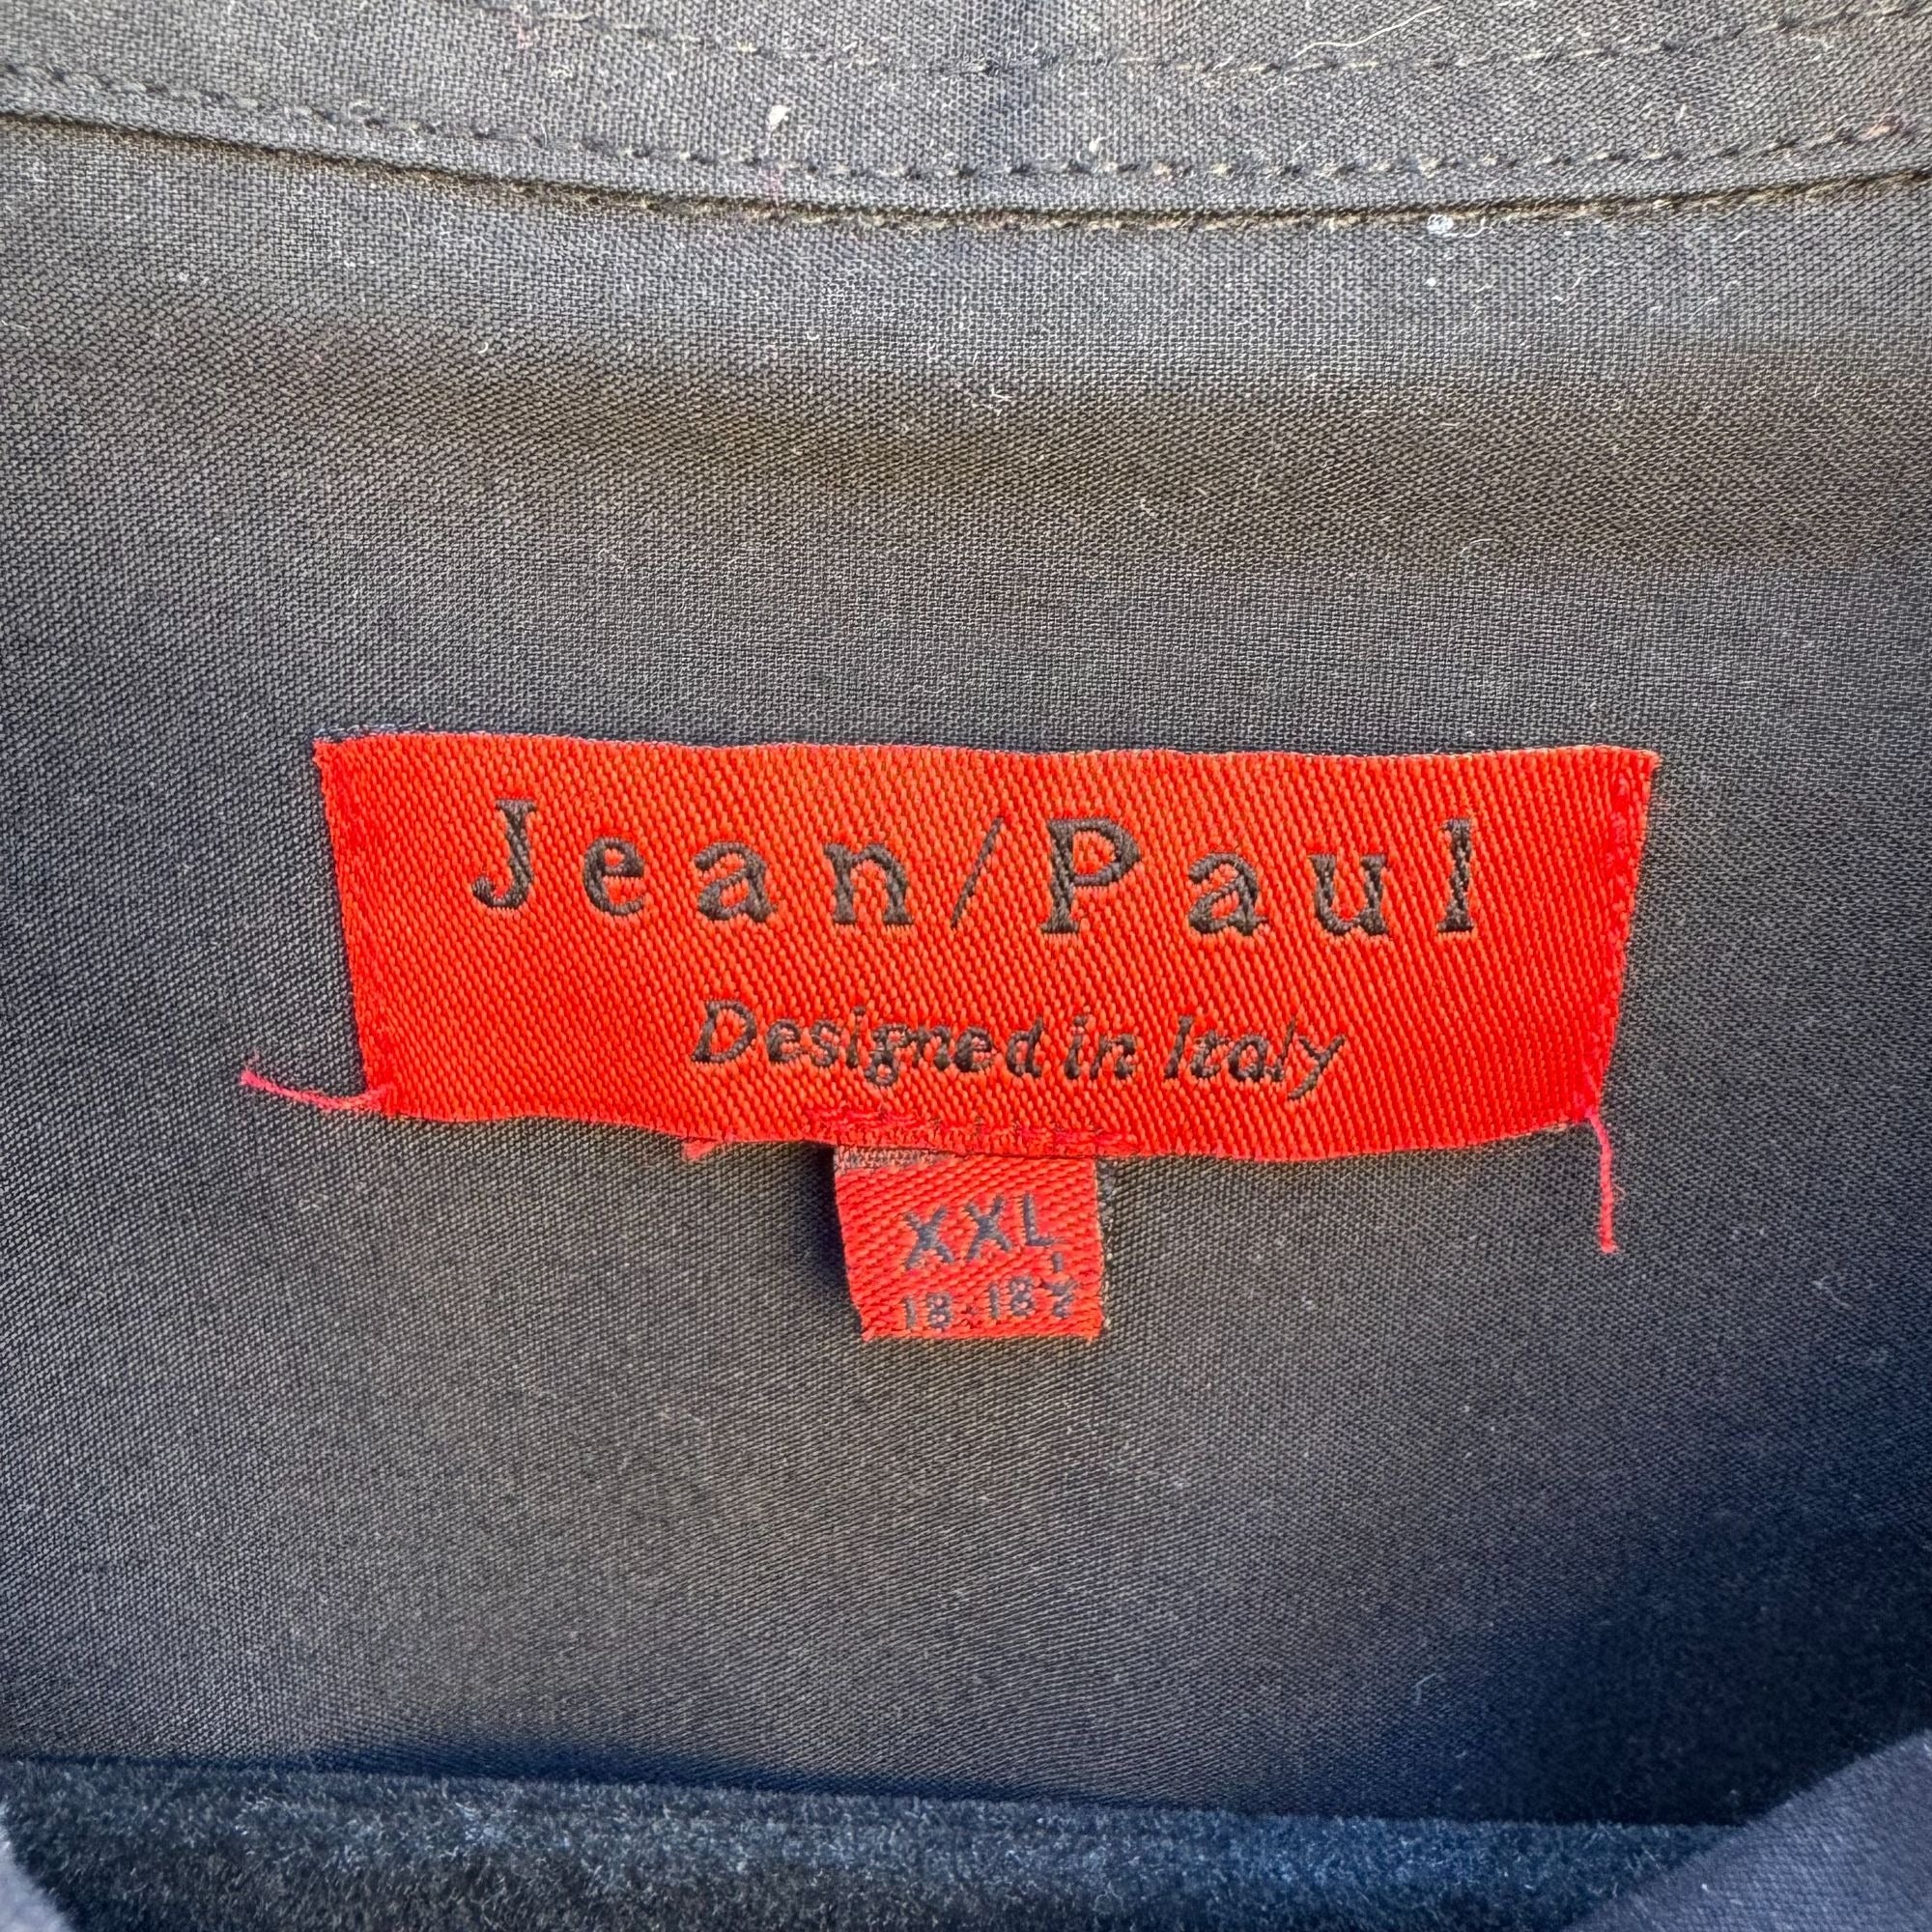 Jean/Paul
Designed in Italy
XXL
18-18½